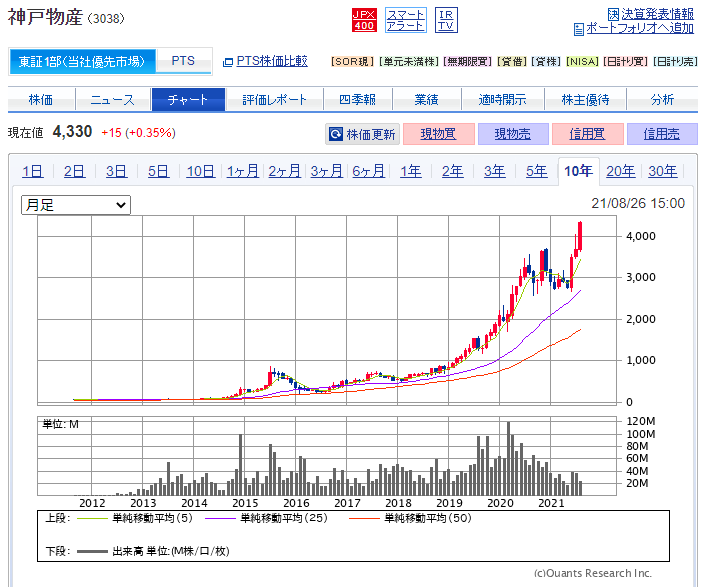 神戸物産 (3038)
JPX 400
スマート アラート
IR TV
決算発表情報
ポートフォリオへ追加
東証1部(当社優先市場) PTS PTS株価比較 [SOR現] [単元未満株] [無期限買] [貸借] [貸株] [NISA] [日計り買] [日計り売]
株価 ニュース チャート 評価レポート 四季報 業績 適時開示 株主優待 分析
現在値 4,330 +15 (+0.35%) 株価更新 現物買 現物売 信用買 信用売
1日 2日 3日 5日 10日 1ヶ月 2ヶ月 3ヶ月 6ヶ月 1年 2年 3年 5年 10年 20年 30年
月足 21/08/26 15:00
4,000
3,000
2,000
1,000
0
単位: M
120M
100M
80M
60M
40M
20M
2012 2013 2014 2015 2016 2017 2018 2019 2020 2021
上段: 単純移動平均(5) 単純移動平均(25) 単純移動平均(50)
下段: 出来高 単位:(M株/口/枚)
(c)Quants Research Inc.